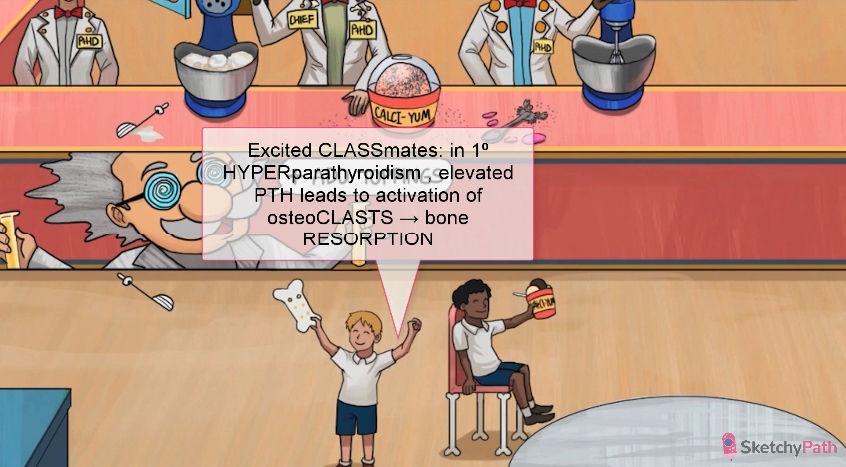 CHIEF
PHD
PHD
PHD
CALCI-YUM
Excited CLASSmates: in 1º
HYPERparathyroidism , elevated
PTH leads to activation of
osteoCLASTS → bone
RESORPTION
TOPPINGS
SketchyPath